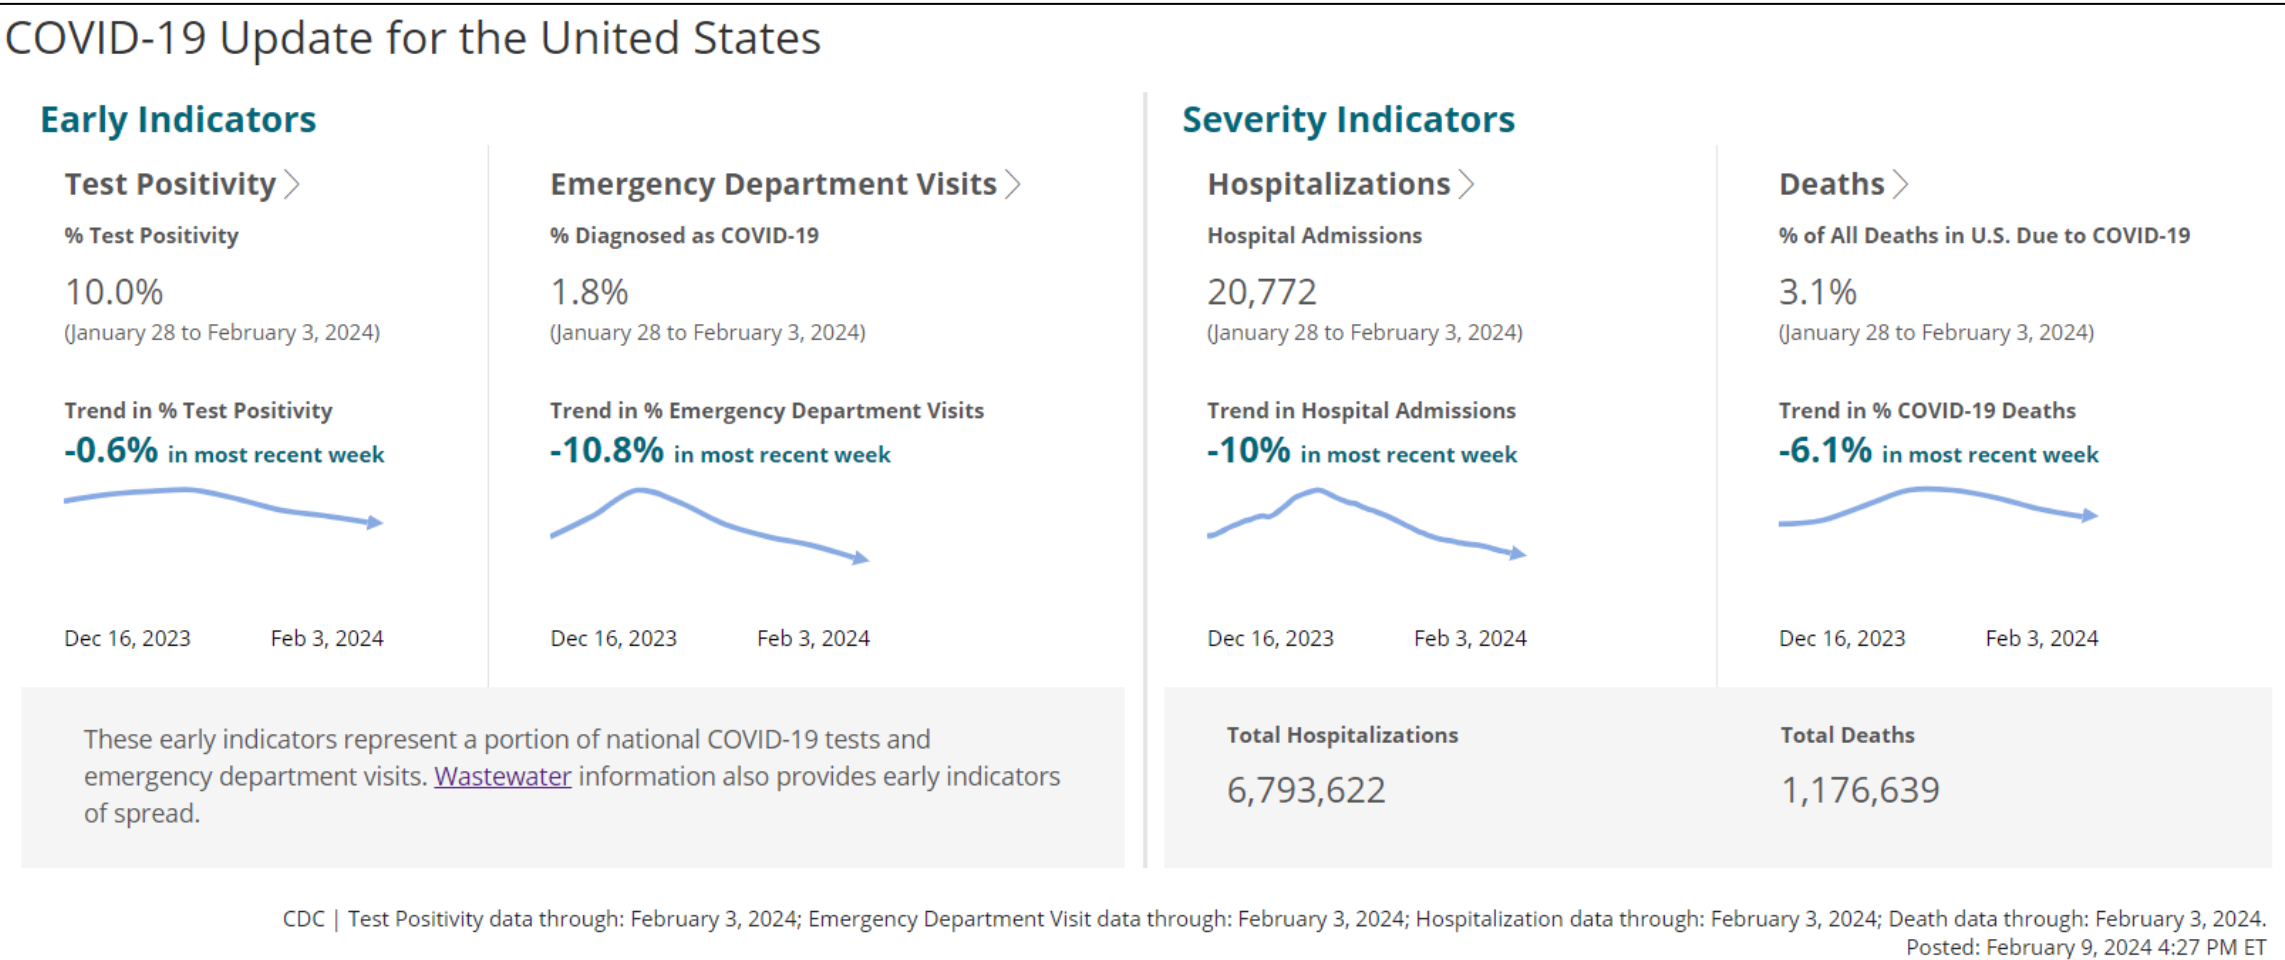 COVID-19 Update for the United States
Early Indicators
Test Positivity
% Test Positivity
10.0%
(January 28 to February 3, 2024)
Trend in % Test Positivity
-0.6% in most recent week
Dec 16, 2023 Feb 3, 2024
Emergency Department Visits
% Diagnosed as COVID-19
1.8%
(January 28 to February 3, 2024)
Trend in % Emergency Department Visits
-10.8% in most recent week
Dec 16, 2023 Feb 3, 2024
These early indicators represent a portion of national COVID-19 tests and
emergency department visits. Wastewater information also provides early indicators
of spread.
Severity Indicators
Hospitalizations
Hospital Admissions
20,772
(January 28 to February 3, 2024)
Trend in Hospital Admissions
-10% in most recent week
Dec 16, 2023 Feb 3, 2024
Deaths
% of All Deaths in U.S. Due to COVID-19
3.1%
(January 28 to February 3, 2024)
Trend in % COVID-19 Deaths
-6.1% in most recent week
Dec 16, 2023 Feb 3, 2024
Total Hospitalizations
6,793,622
Total Deaths
1,176,639
CDC | Test Positivity data through: February 3, 2024; Emergency Department Visit data through: February 3, 2024; Hospitalization data through: February 3, 2024; Death data through: February 3, 2024.
Posted: February 9, 2024 4:27 PM ET